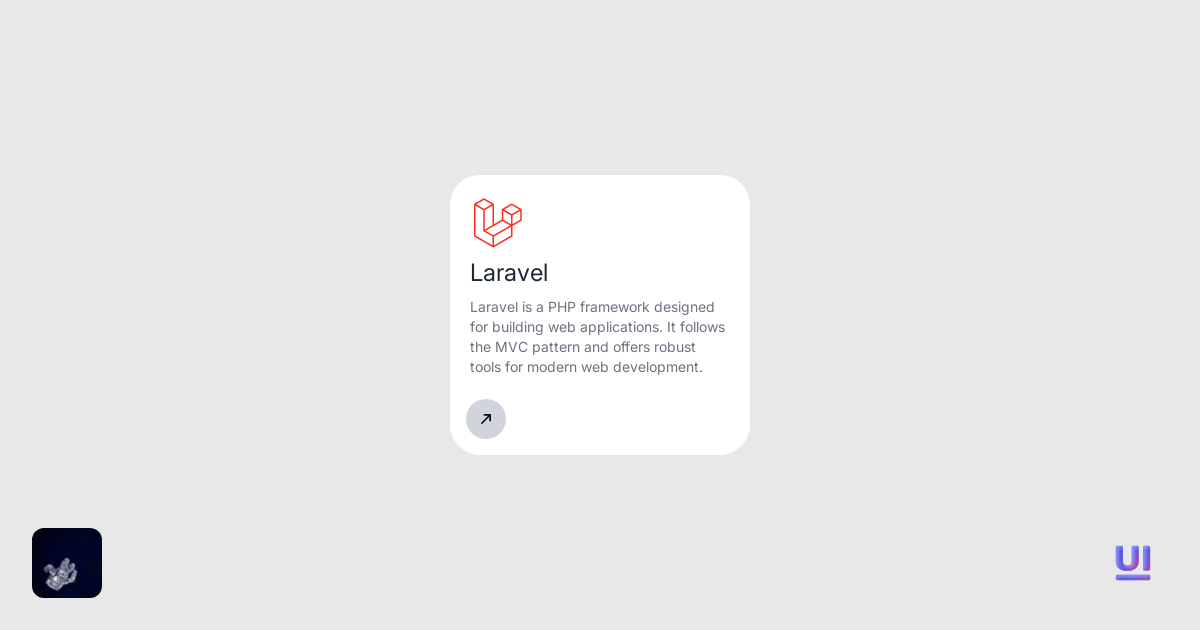 Laravel
Laravel is a PHP framework designed
for building web applications. It follows
the MVC pattern and offers robust
tools for modern web development.
UI